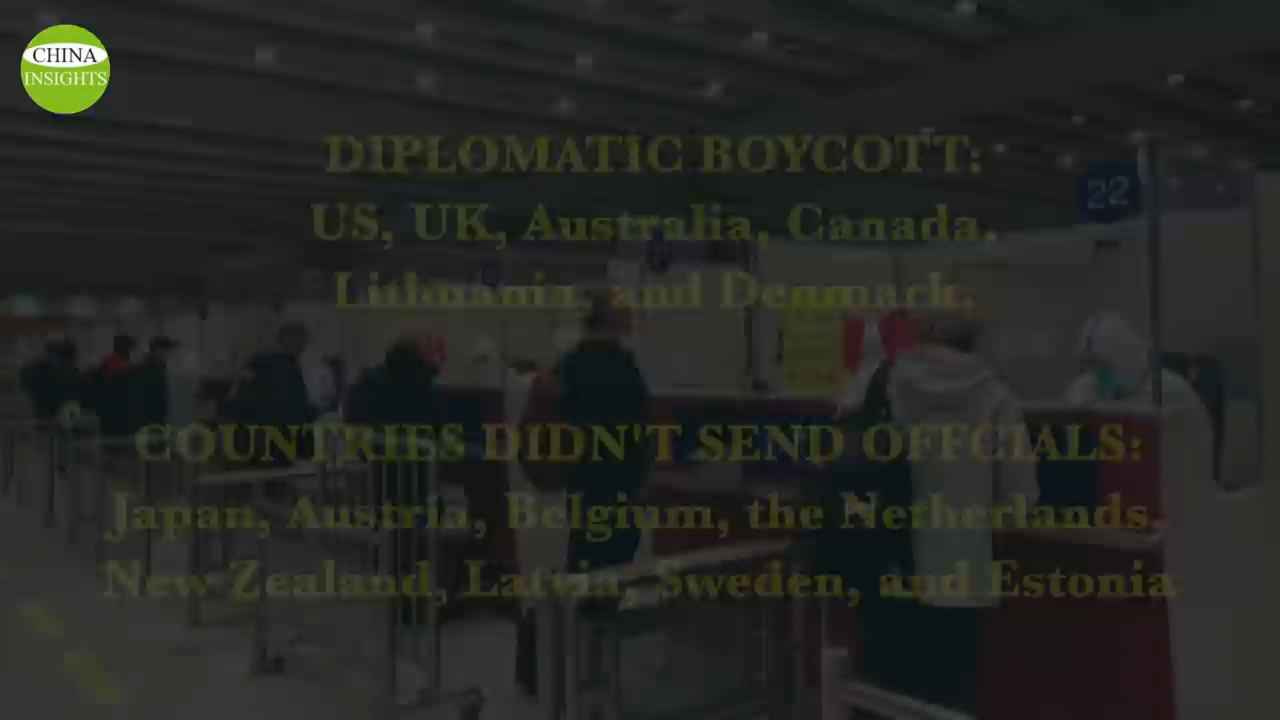 CHINA
INSIGHTS
DIPLOMATIC BOYCOTT:
22
US, UK, Australia, Canada,
Lithuania, and Denmark.
COUNTRIES DIDN'T SEND OFFCIALS:
Japan, Austria, Belgium, the Netherlands,
New Zealand, Latvia, Sweden, and Estonia